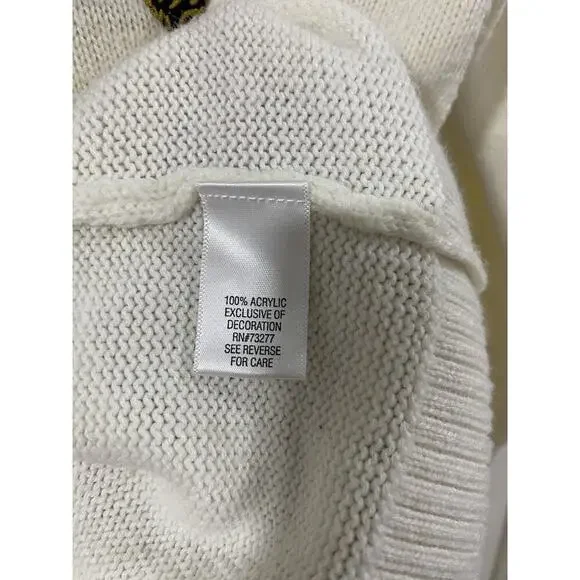 100% ACRYLIC
EXCLUSIVE OF
DECORATION
RN#73277
SEE REVERSE
FOR CARE